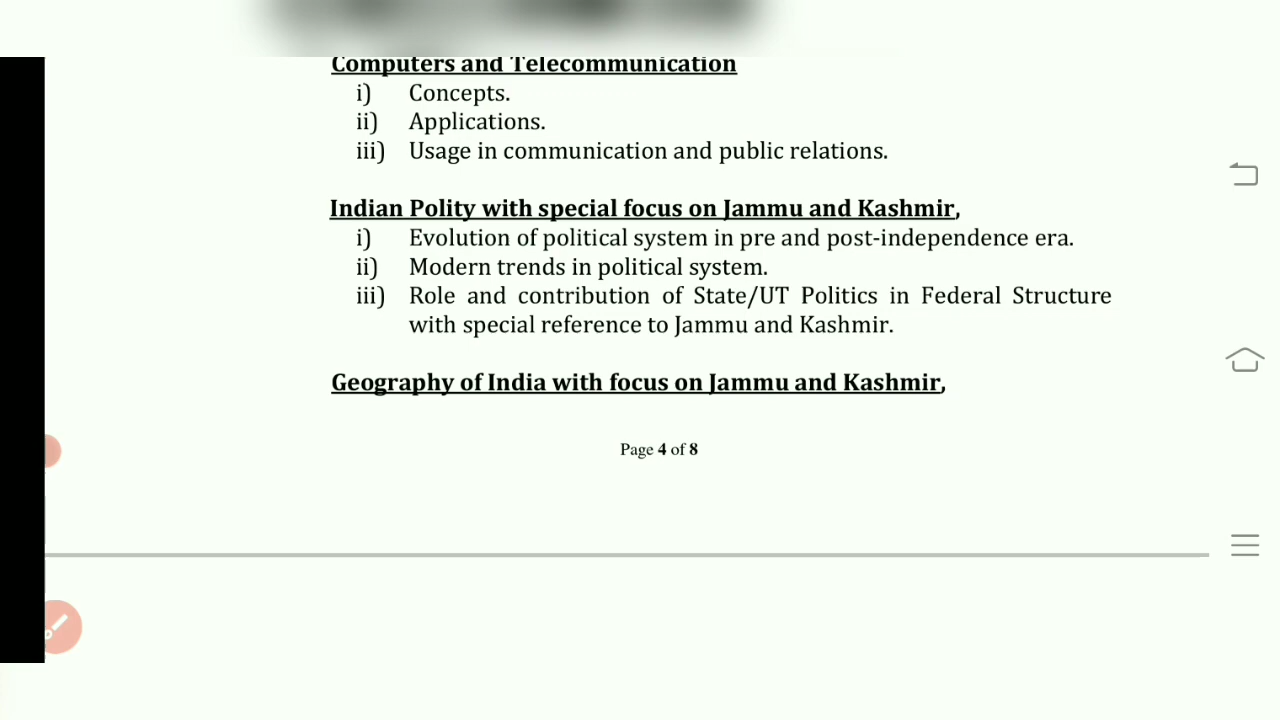 Computers and Telecommunication
i) Concepts.
ii) Applications.
iii) Usage in communication and public relations.
Indian Polity with special focus on Jammu and Kashmir,
i) Evolution of political system in pre and post-independence era.
ii) Modern trends in political system.
iii) Role and contribution of State/UT Politics in Federal Structure
with special reference to Jammu and Kashmir.
Geography of India with focus on Jammu and Kashmir,
Page 4 of 8